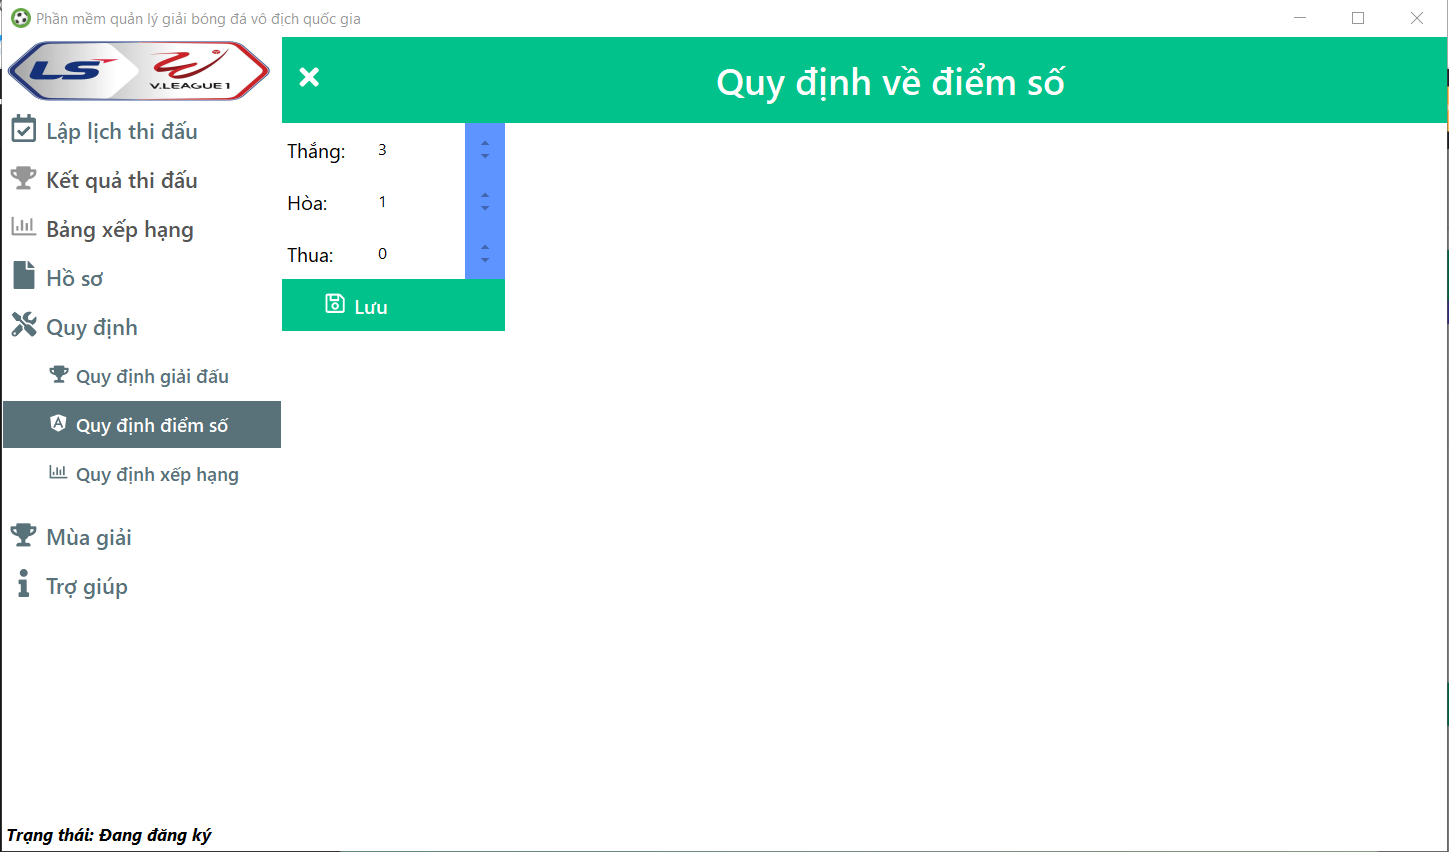 Phần mềm quản lý giải bóng đá vô địch quốc gia
LS V.LEAGUE 1
Quy định về điểm số
Lập lịch thi đấu
Kết quả thi đấu
Bảng xếp hạng
Hồ sơ
Quy định
Quy định giải đấu
Quy định điểm số
Quy định xếp hạng
Mùa giải
Trợ giúp
Thắng: 3
Hòa: 1
Thua: 0
Lưu
Trạng thái: Đang đăng ký